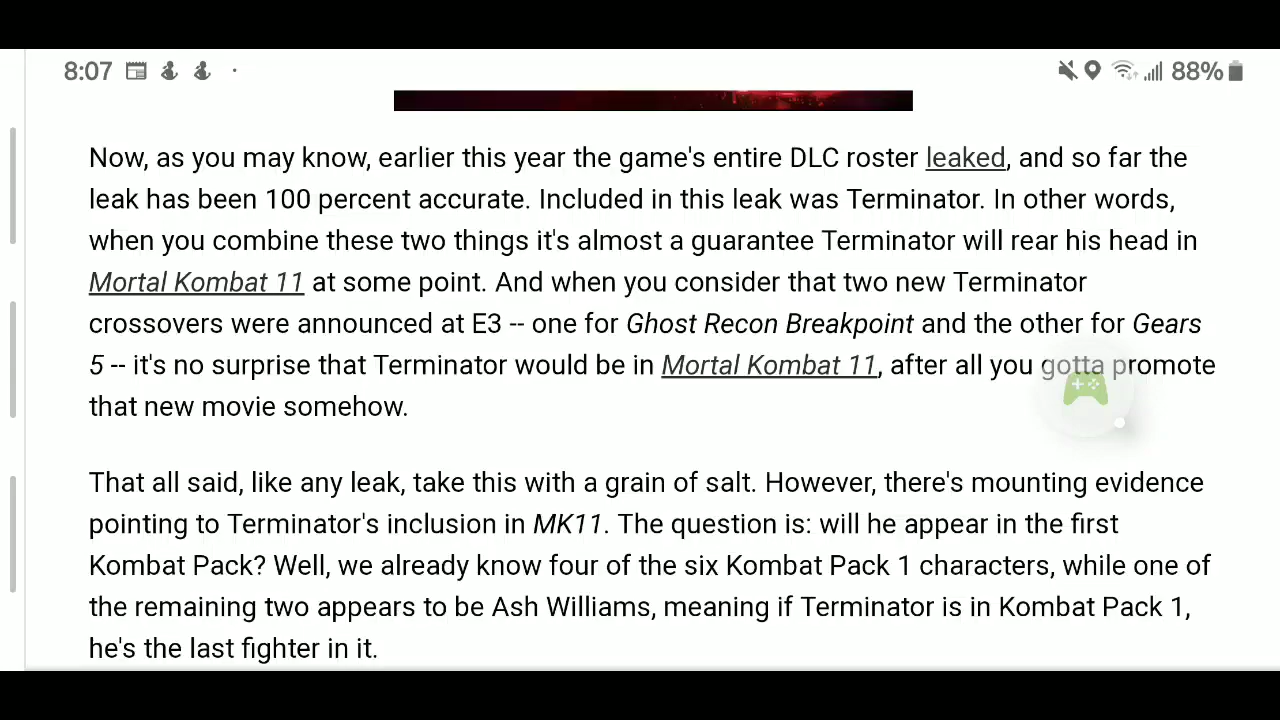 8:07
88%
Now, as you may know, earlier this year the game's entire DLC roster leaked, and so far the
leak has been 100 percent accurate. Included in this leak was Terminator. In other words,
when you combine these two things it's almost a guarantee Terminator will rear his head in
Mortal Kombat 11 at some point. And when you consider that two new Terminator
crossovers were announced at E3 -- one for Ghost Recon Breakpoint and the other for Gears
5 -- it's no surprise that Terminator would be in Mortal Kombat 11, after all you gotta promote
that new movie somehow.
That all said, like any leak, take this with a grain of salt. However, there's mounting evidence
pointing to Terminator's inclusion in MK11. The question is: will he appear in the first
Kombat Pack? Well, we already know four of the six Kombat Pack 1 characters, while one of
the remaining two appears to be Ash Williams, meaning if Terminator is in Kombat Pack 1,
he's the last fighter in it.